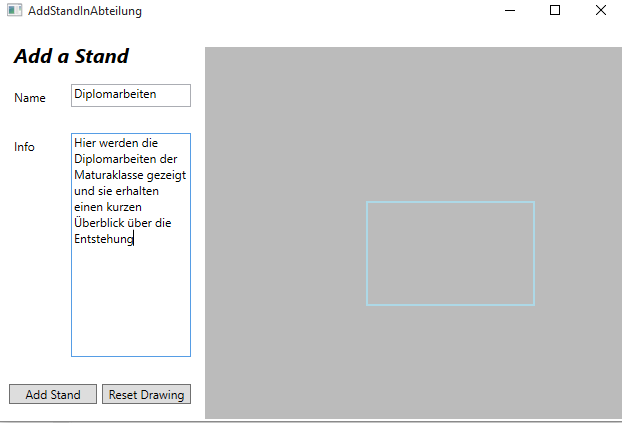 AddStandInAbteilung
Add a Stand
Name
Diplomarbeiten
Info
Hier werden die
Diplomarbeiten der
Maturaklasse gezeigt
und sie erhalten
einen kurzen
Überblick über die
Entstehung
Add Stand
Reset Drawing